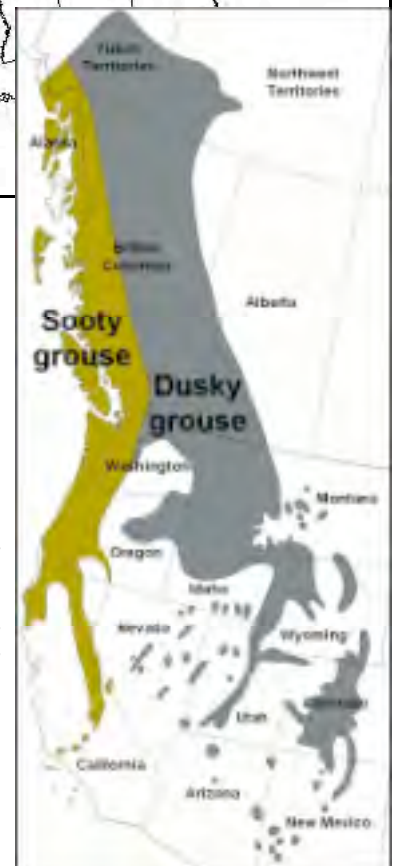 Yukon
Territories
Northwest
Territories
Alaska
British
Columbia
Alberta
Sooty
grouse
Dusky
grouse
Washington
Montana
Oregon
Idaho
Nevada
Wyoming
Utah
Colorado
California
Arizona
New Mexico